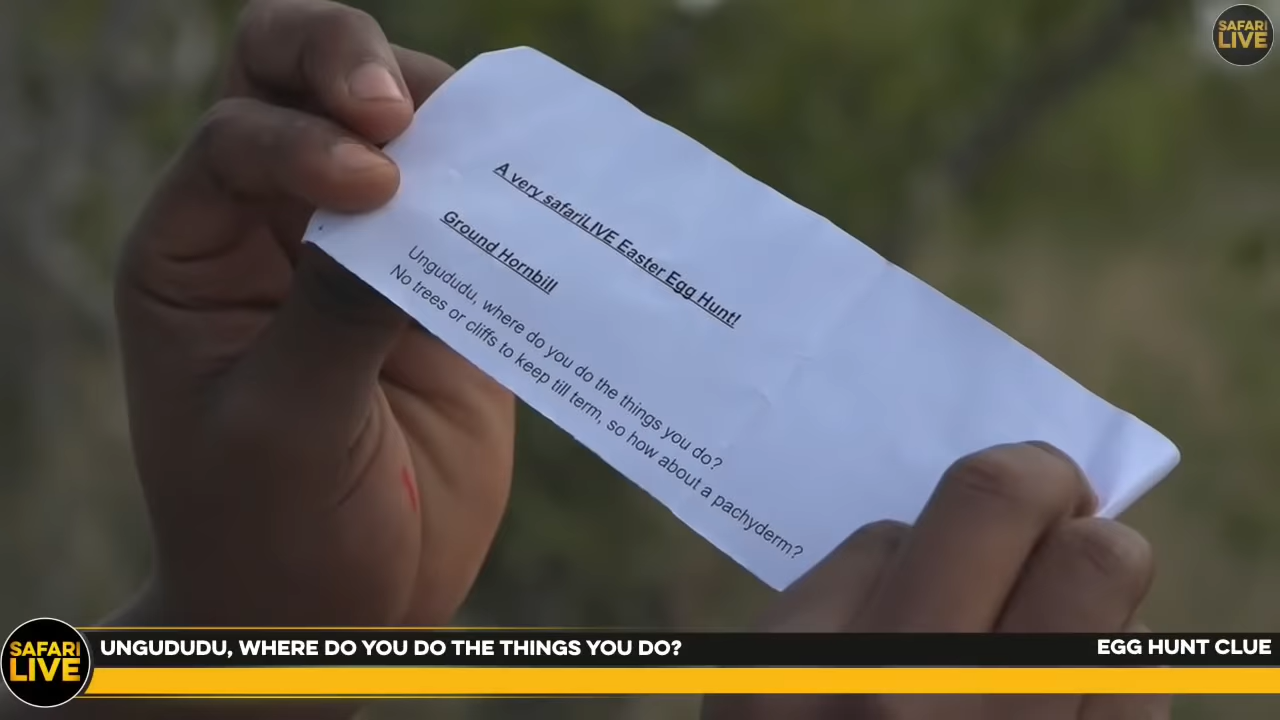 SAFARI
LIVE
A very safariLIVE Easter Egg Hunt!
Ground Hornbill
Ungududu, where do you do the things you do?
No trees or cliffs to keep till term, so how about a pachyderm?
SAFARI
LIVE
UNGUDUDU, WHERE DO YOU DO THE THINGS YOU DO?
EGG HUNT CLUE